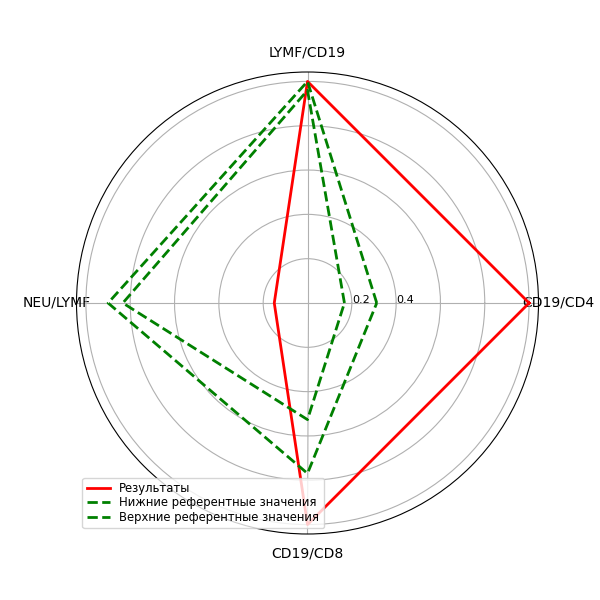 LYMF/CD19
NEU/LYMF
0.2
0.4
CD19/CD4
Результаты
Нижние референтные значения
Верхние референтные значения
CD19/CD8